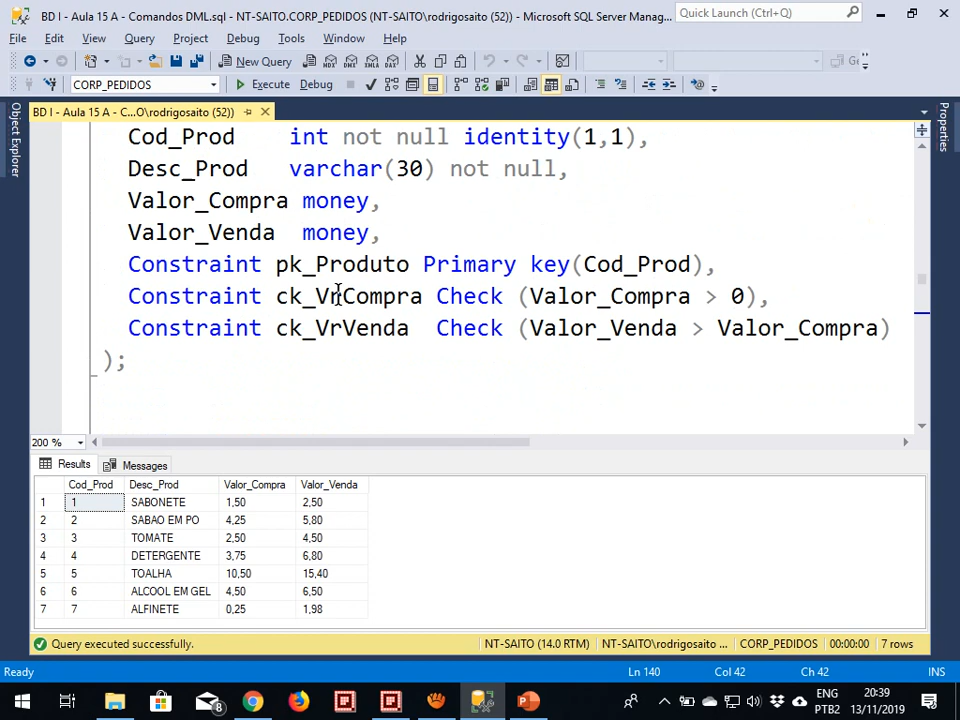 BD I - Aula 15 A - Comandos DML.sql - NT-SAITO.CORP_PEDIDOS (NT-SAITO\rodrigosaito (52)) - Microsoft SQL Server Manag...
Quick Launch (Ctrl+Q)
File Edit View Query Project Debug Tools Window Help
New Query
CORP_PEDIDOS Execute Debug
BD I - Aula 15 A - C...O\rodrigosaito (52))
Object Explorer
Properties
Cod_Prod int not null identity(1,1),
Desc_Prod varchar(30) not null,
Valor_Compra money,
Valor_Venda money,
Constraint pk_Produto Primary key(Cod_Prod),
Constraint ck_VrCompra Check (Valor_Compra > 0),
Constraint ck_VrVenda Check (Valor_Venda > Valor_Compra)
);
200 %
Results Messages
Cod_Prod Desc_Prod Valor_Compra Valor_Venda
1 1 SABONETE 1,50 2,50
2 2 SABAO EM PO 4,25 5,80
3 3 TOMATE 2,50 4,50
4 4 DETERGENTE 3,75 6,80
5 5 TOALHA 10,50 15,40
6 6 ALCOOL EM GEL 4,50 6,50
7 7 ALFINETE 0,25 1,98
Query executed successfully. NT-SAITO (14.0 RTM) NT-SAITO\rodrigosaito ... CORP_PEDIDOS 00:00:00 7 rows
Ready Ln 140 Col 42 Ch 42 INS
8
ENG
PTB2
20:39
13/11/2019